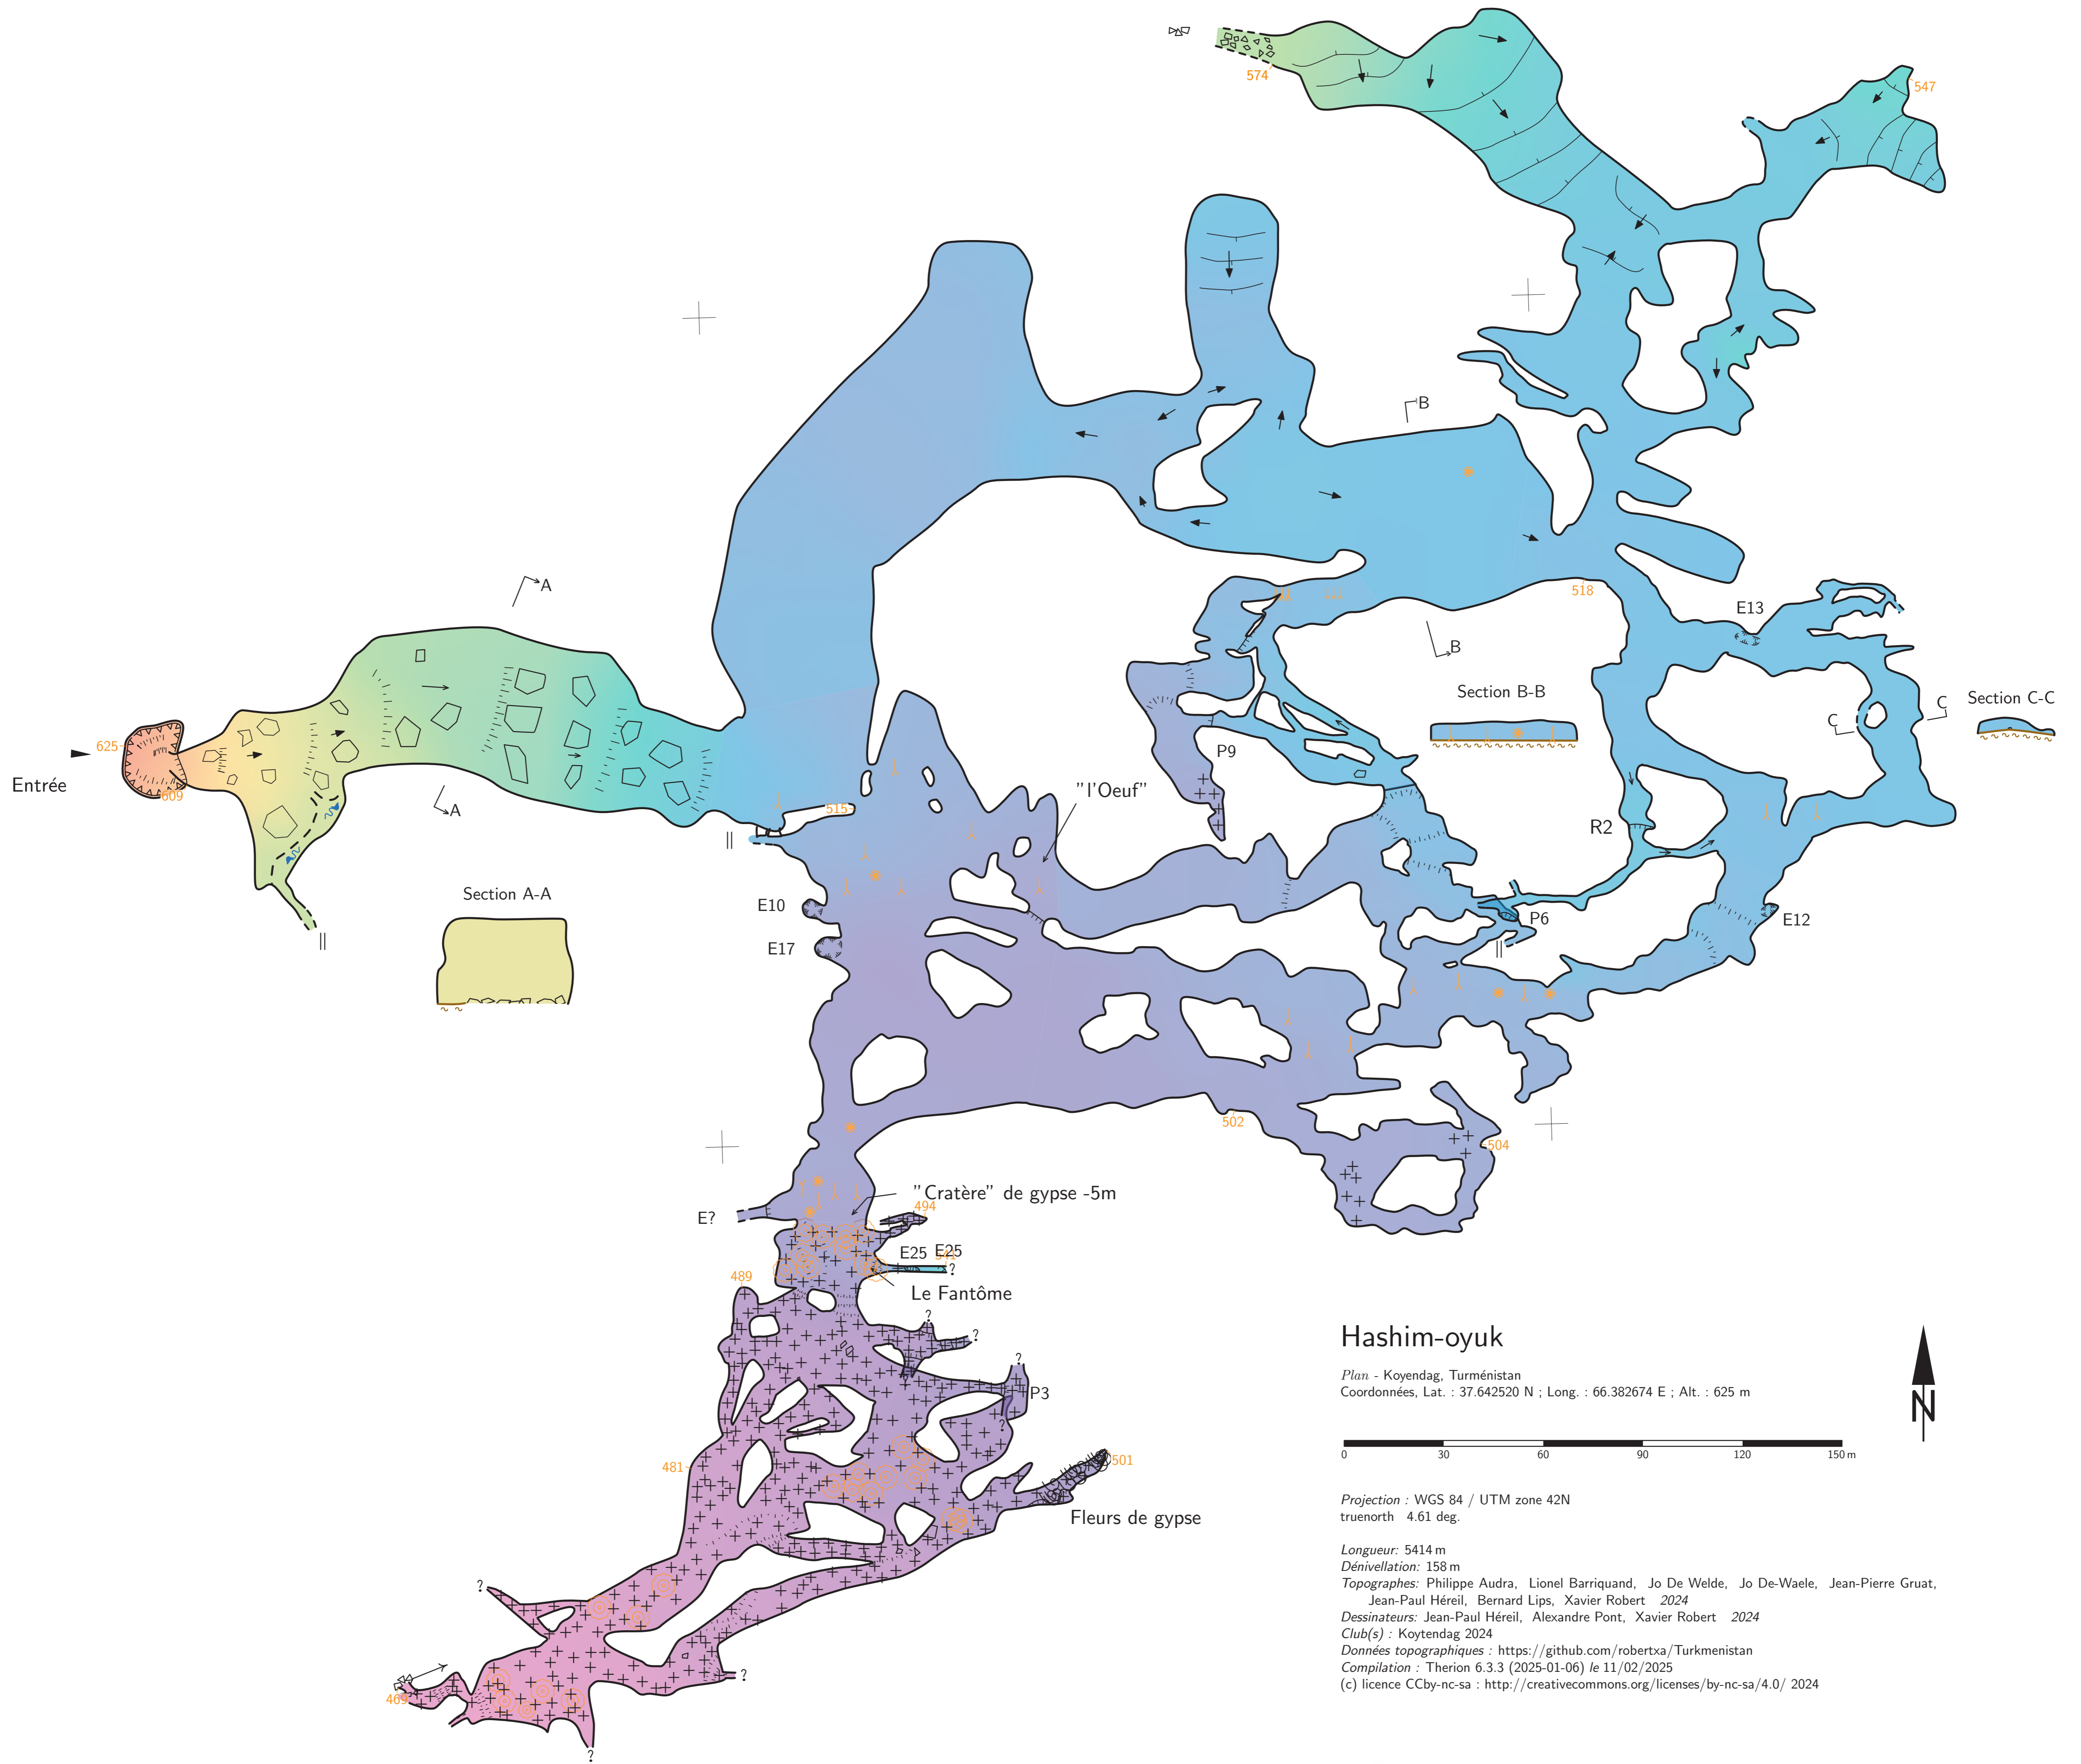 574
547
B
A
518
E13
B
625
Entrée
609
A
Section B-B
C
Section C-C
C
P9
"l'Oeuf"
515
R2
Section A-A
E10
P6
E12
E17
502
504
"Cratère" de gypse -5m
E?
494
E25 E25
541
?
489
Le Fantôme
?
?
?
P3
?
481
501
Fleurs de gypse
?
?
469
?
Hashim-oyuk
Plan - Koyendag, Turménistan
Coordonnées, Lat. : 37.642520 N ; Long. : 66.382674 E ; Alt. : 625 m
N
0 30 60 90 120 150 m
Projection : WGS 84 / UTM zone 42N
truenorth 4.61 deg.
Longueur: 5414 m
Dénivellation: 158 m
Topographes: Philippe Audra, Lionel Barriquand, Jo De Welde, Jo De-Waele, Jean-Pierre Gruat,
Jean-Paul Héreil, Bernard Lips, Xavier Robert 2024
Dessinateurs: Jean-Paul Héreil, Alexandre Pont, Xavier Robert 2024
Club(s) : Koytendag 2024
Données topographiques : https://github.com/robertxa/Turkmenistan
Compilation : Therion 6.3.3 (2025-01-06) le 11/02/2025
(c) licence CCby-nc-sa : http://creativecommons.org/licenses/by-nc-sa/4.0/ 2024